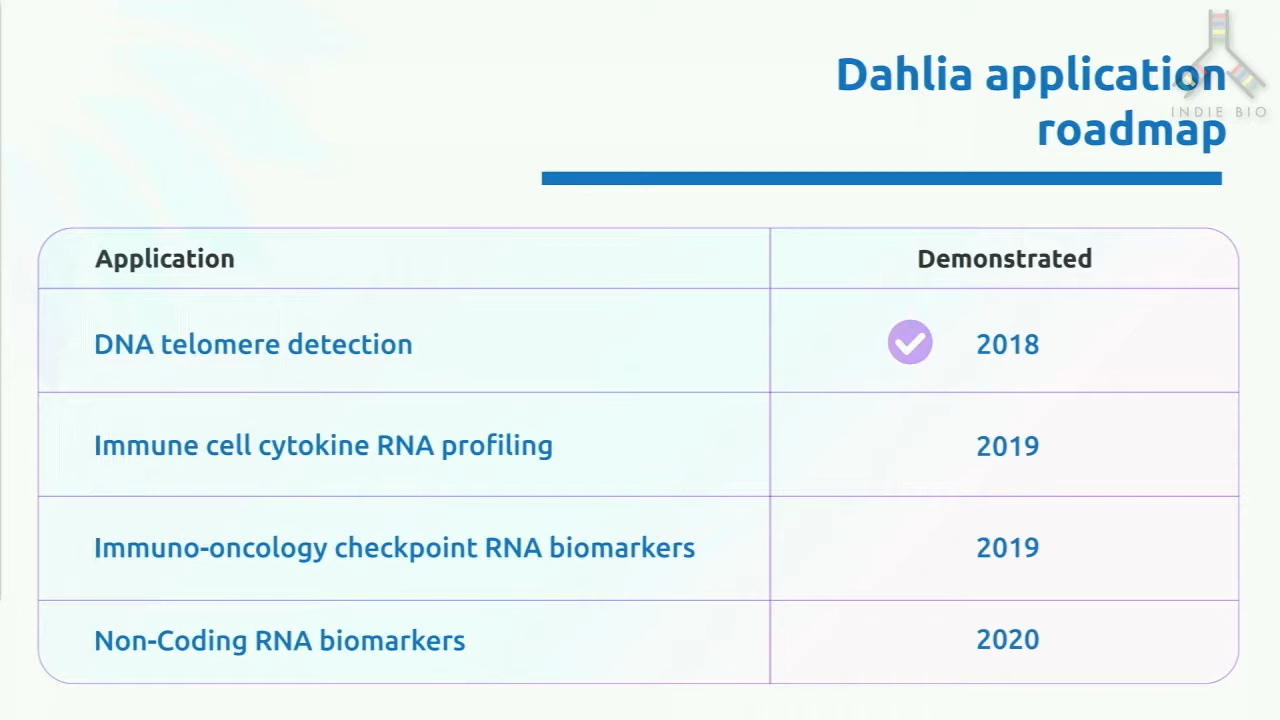 Dahlia application
roadmap
INDIE BIO
Application Demonstrated
DNA telomere detection 2018
Immune cell cytokine RNA profiling 2019
Immuno-oncology checkpoint RNA biomarkers 2019
Non-Coding RNA biomarkers 2020